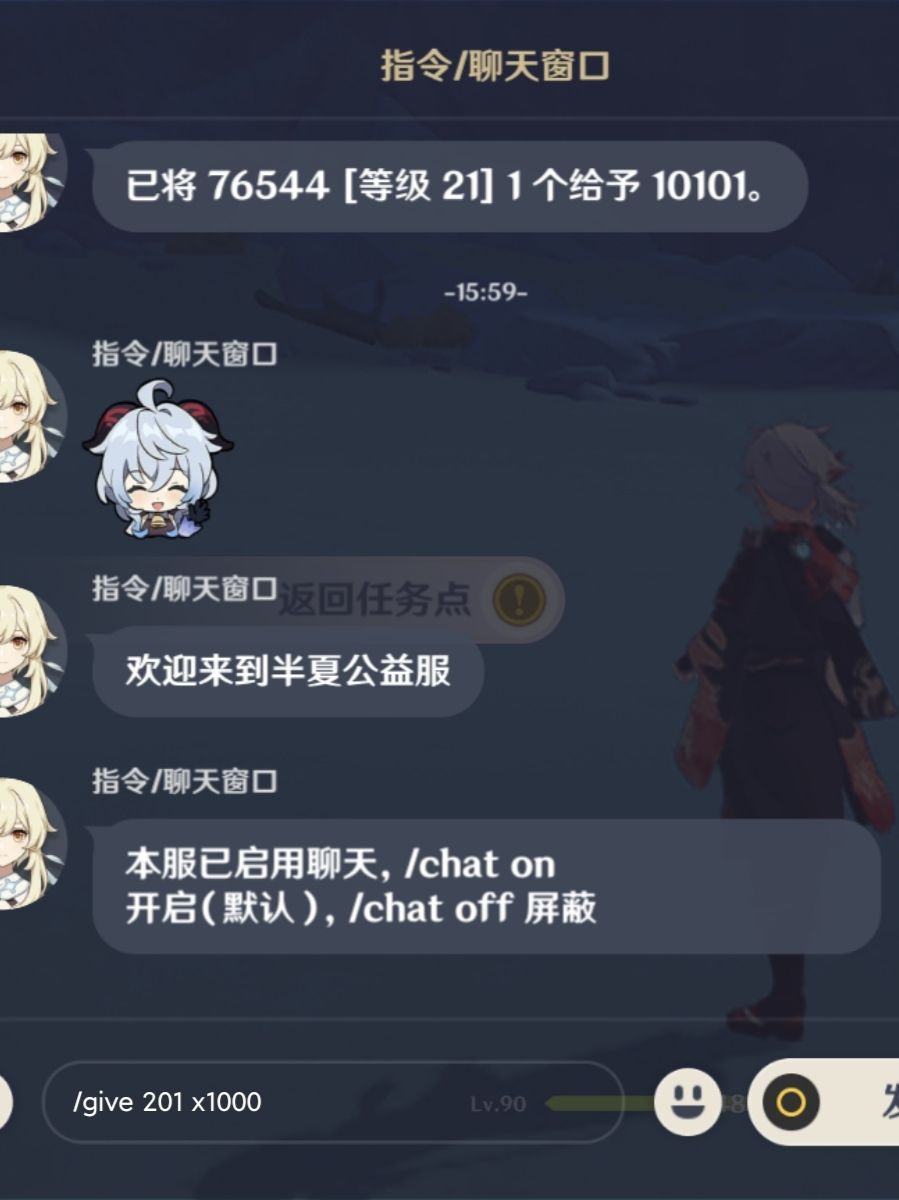 指令/聊天窗口
已将 76544 [等级 21] 1 个给予 10101。
-15:59-
指令/聊天窗口
指令/聊天窗口
返回任务点
欢迎来到半夏公益服
指令/聊天窗口
本服已启用聊天, /chat on
开启(默认), /chat off 屏蔽
/give 201 x1000
Lv.90